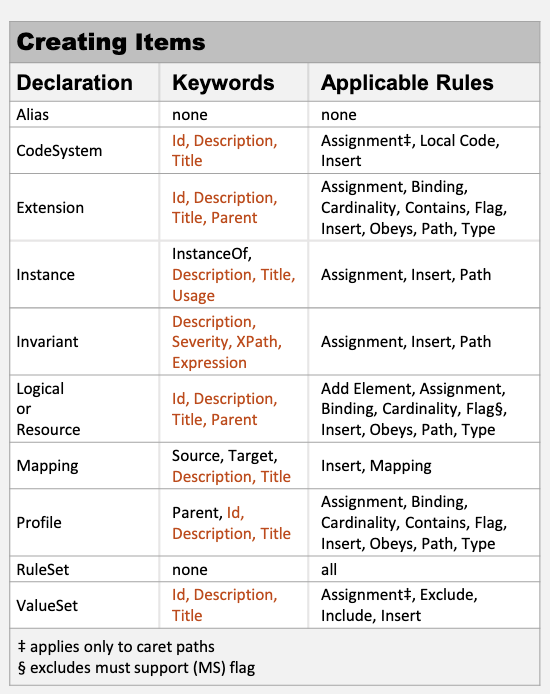 Creating Items
Declaration Keywords Applicable Rules
Alias none none
CodeSystem
Id, Description,
Title
Assignment‡, Local Code,
Insert
Extension
Id, Description,
Title, Parent
Assignment, Binding,
Cardinality, Contains, Flag,
Insert, Obeys, Path, Type
Instance
InstanceOf,
Description, Title,
Usage
Assignment, Insert, Path
Invariant
Description,
Severity, XPath,
Expression
Assignment, Insert, Path
Logical
or
Resource
Id, Description,
Title, Parent
Add Element, Assignment,
Binding, Cardinality, Flag§,
Insert, Obeys, Path, Type
Mapping
Source, Target,
Description, Title
Insert, Mapping
Profile
Parent, Id,
Description, Title
Assignment, Binding,
Cardinality, Contains, Flag,
Insert, Obeys, Path, Type
RuleSet none all
ValueSet
Id, Description,
Title
Assignment‡, Exclude,
Include, Insert
‡ applies only to caret paths
§ excludes must support (MS) flag